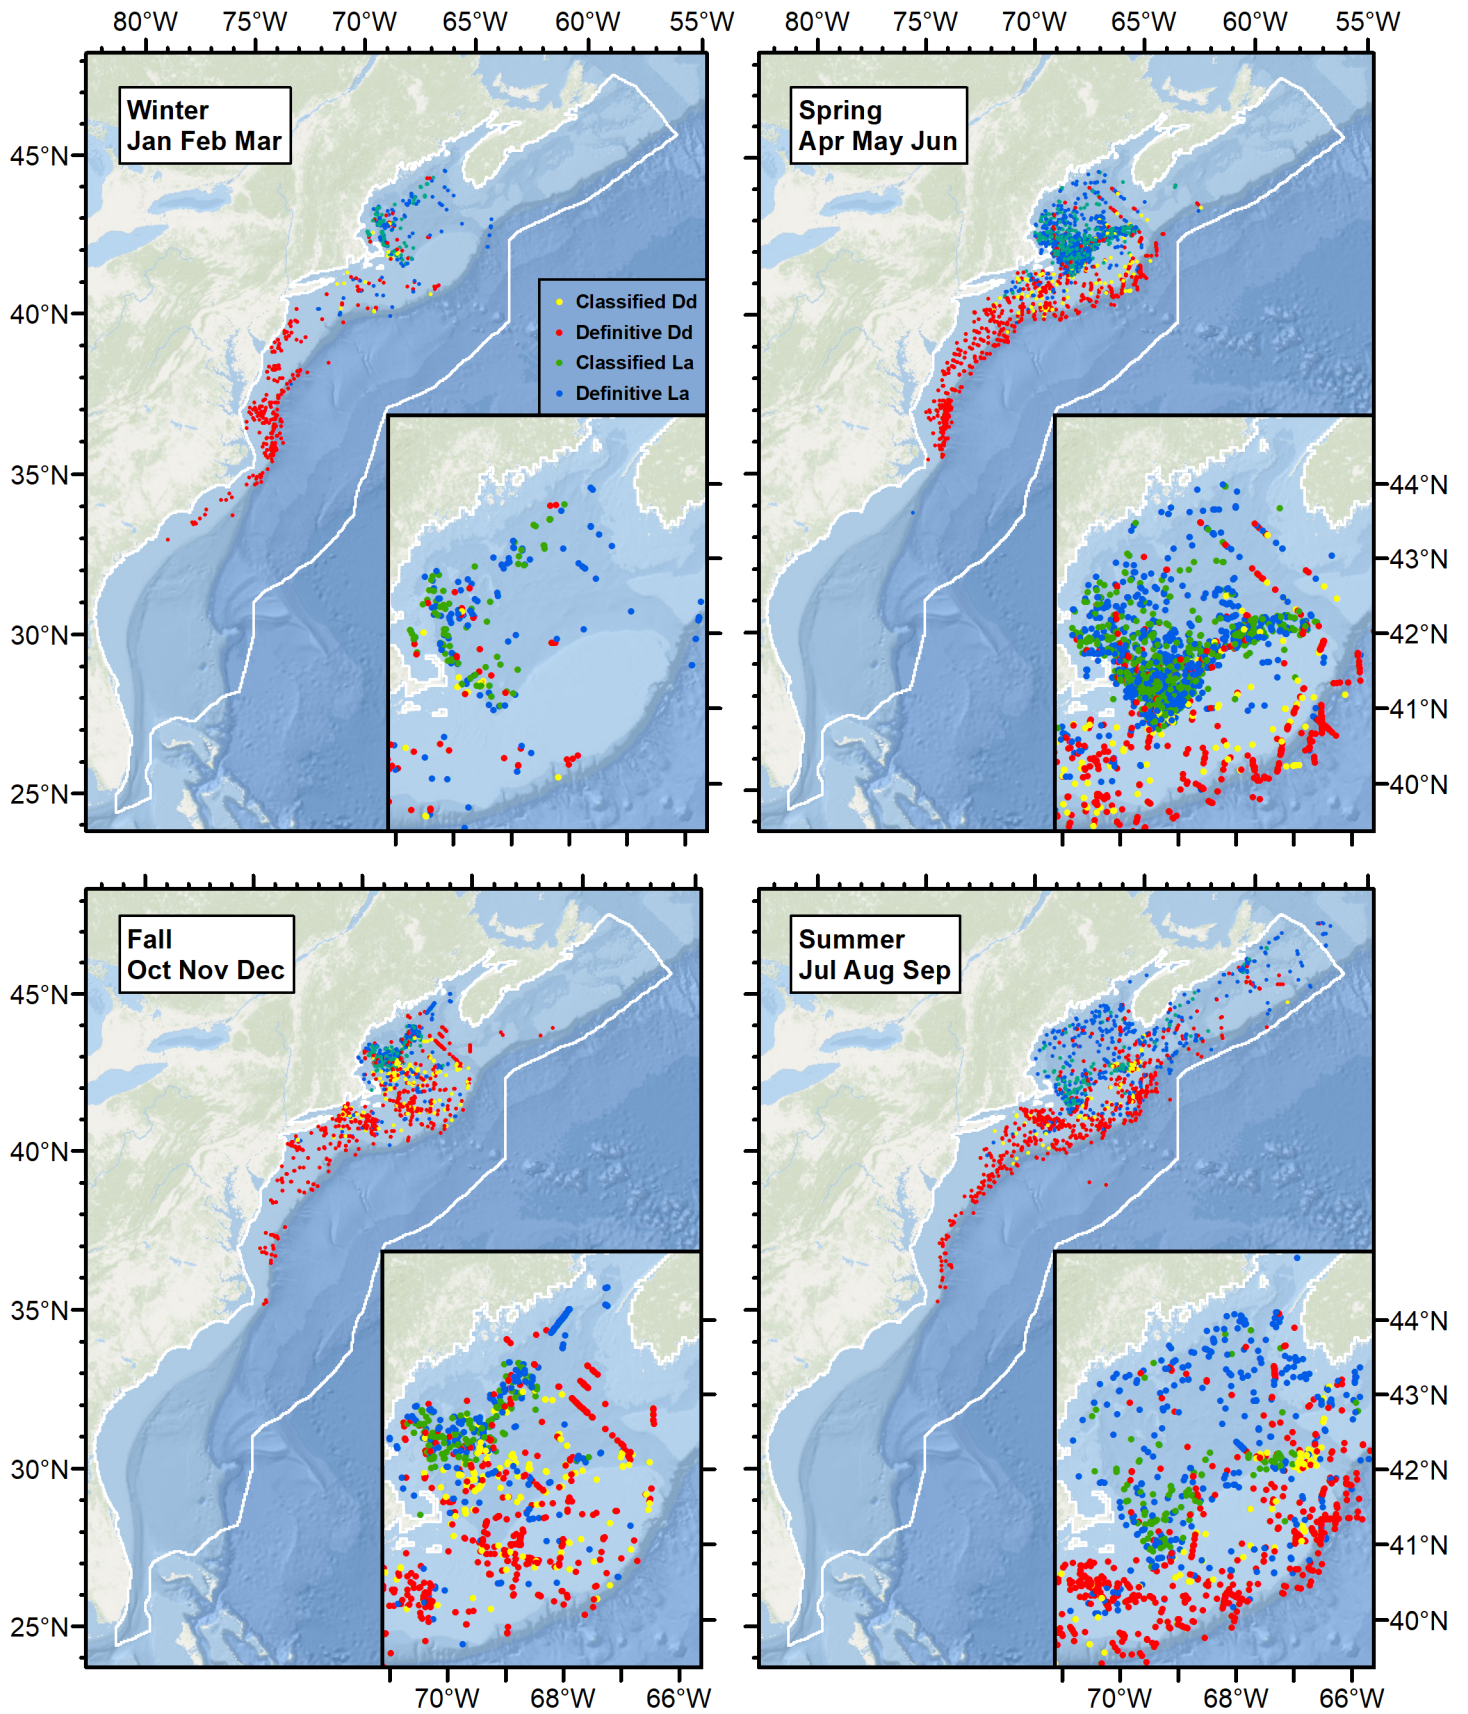 80°W 75°W 70°W 65°W 60°W 55°W
80°W 75°W 70°W 65°W 60°W 55°W
Winter
Jan Feb Mar
45°N
40°N
35°N
30°N
25°N
Classified Dd
Definitive Dd
Classified La
Definitive La
Spring
Apr May Jun
44°N
43°N
42°N
41°N
40°N
Fall
Oct Nov Dec
45°N
40°N
35°N
30°N
25°N
70°W 68°W 66°W
Summer
Jul Aug Sep
44°N
43°N
42°N
41°N
40°N
70°W 68°W 66°W